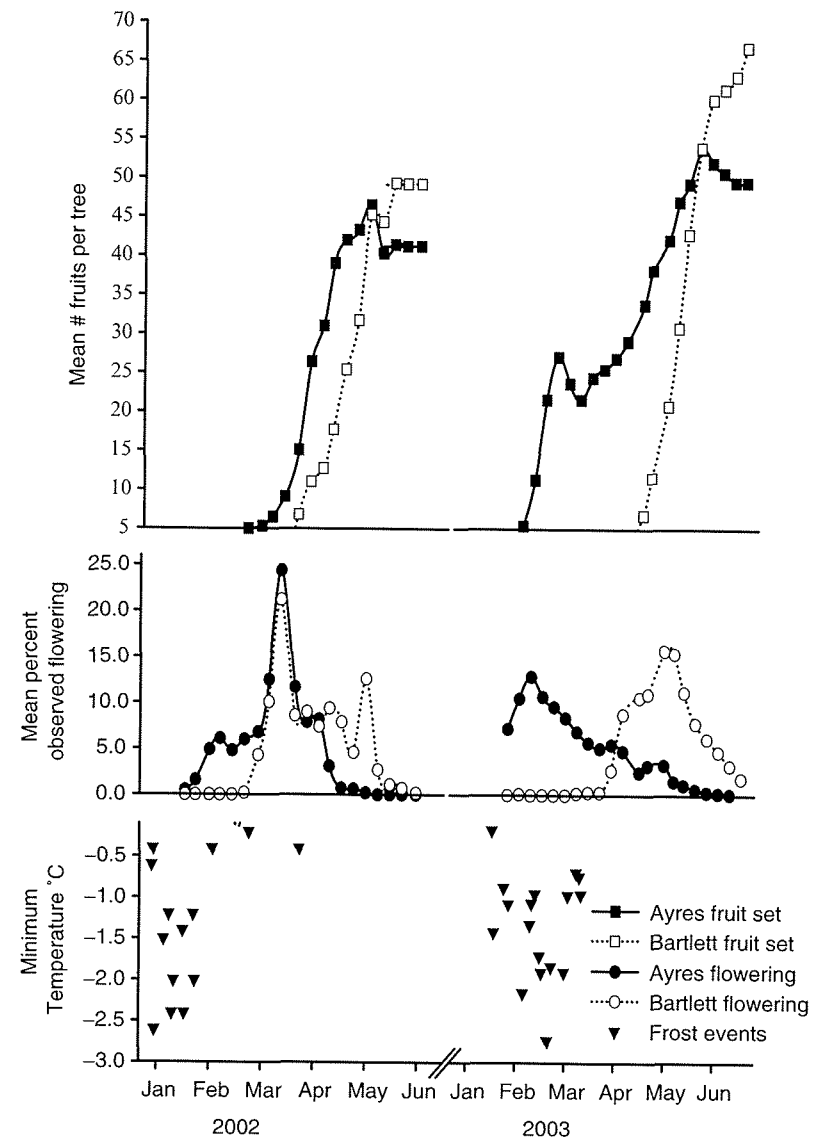 Mean # fruits per tree
70
65
60
55
50
45
40
35
30
25
20
15
10
5
Mean percent
observed flowering
25.0
20.0
15.0
10.0
5.0
0.0
Minimum
Temperature ˚C
–0.5
–1.0
–1.5
–2.0
–2.5
–3.0
Ayres fruit set
Bartlett fruit set
Ayres flowering
Bartlett flowering
Frost events
Jan Feb Mar Apr May Jun Jan Feb Mar Apr May Jun
2002 2003